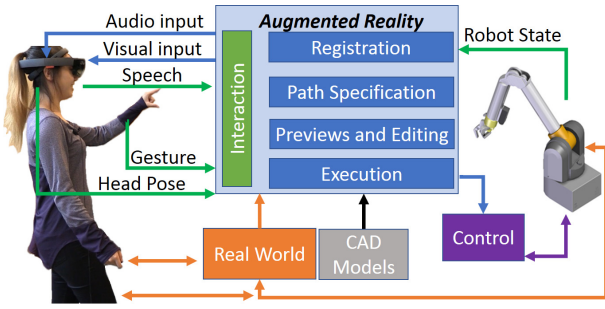 Audio input
Visual input
Speech
Gesture
Head Pose
Augmented Reality
Interaction
Registration
Path Specification
Previews and Editing
Execution
Robot State
Real World
CAD
Models
Control